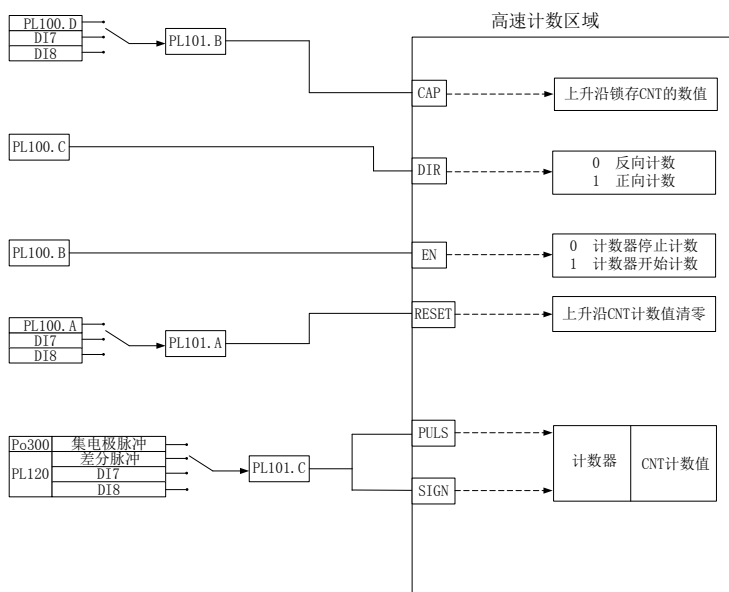 高速计数区域
PL100.D
DI7
DI8
PL101.B
CAP
上升沿锁存CNT的数值
PL100.C
DIR
0 反向计数
1 正向计数
PL100.B
EN
0 计数器停止计数
1 计数器开始计数
PL100.A
DI7
DI8
PL101.A
RESET
上升沿CNT计数值清零
Po300 集电极脉冲
PL120 差分脉冲
DI7
DI8
PL101.C
PULS
SIGN
计数器 CNT计数值